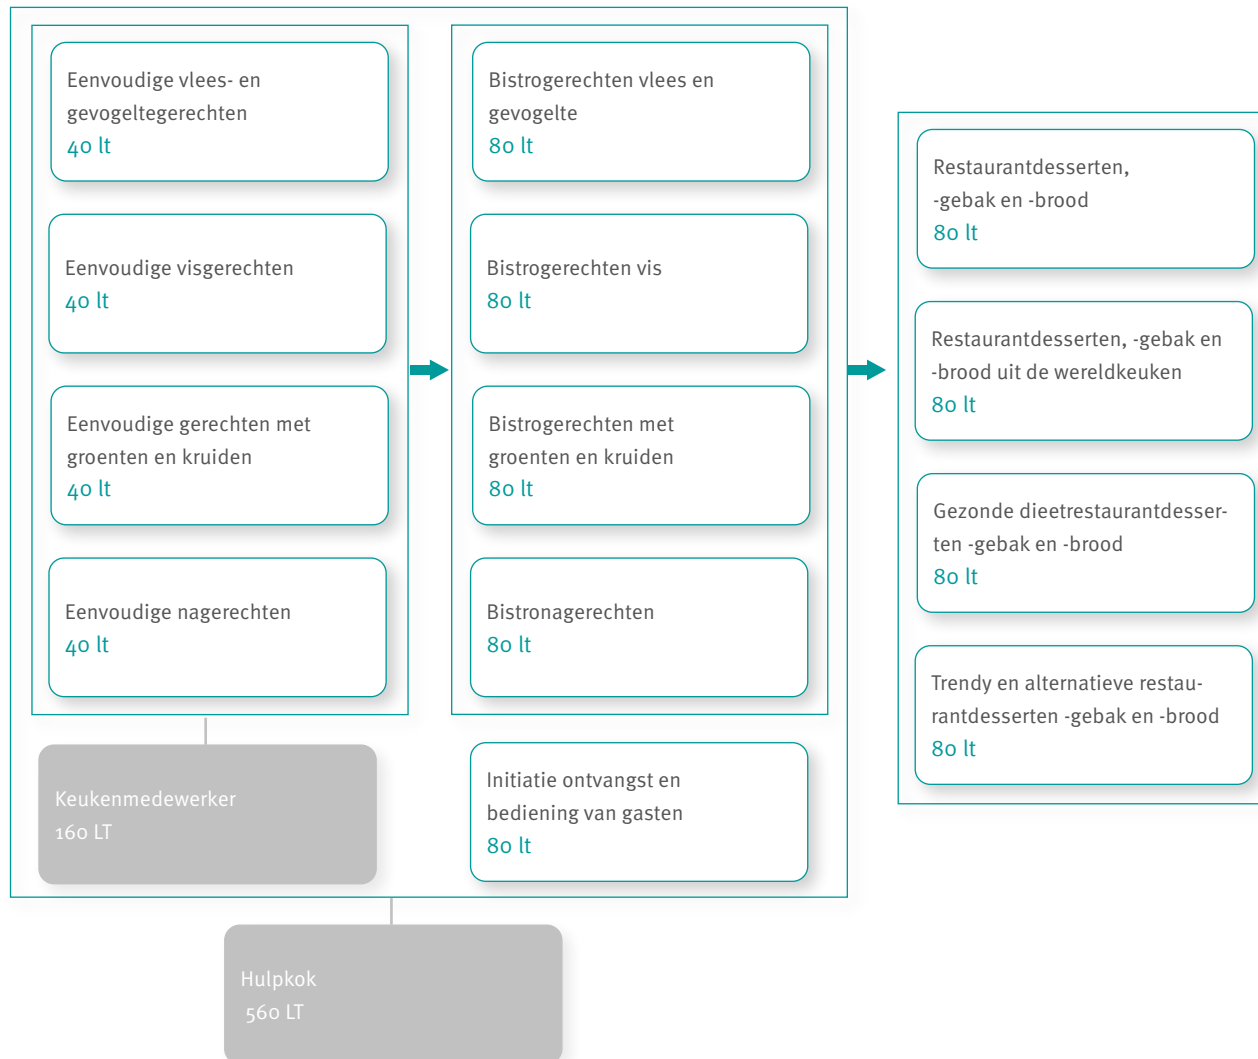 Eenvoudige vlees- en
gevogeltegerechten
40 lt
Eenvoudige visgerechten
40 lt
Eenvoudige gerechten met
groenten en kruiden
40 lt
Eenvoudige nagerechten
40 lt
Keukenmedewerker
160 LT
Bistrogerechten vlees en
gevogelte
80 lt
Bistrogerechten vis
80 lt
Bistrogerechten met
groenten en kruiden
80 lt
Bistronagerechten
80 lt
Initiatie ontvangst en
bediening van gasten
80 lt
Hulpkok
560 LT
Restaurantdesserten,
-gebak en -brood
80 lt
Restaurantdesserten, -gebak en
-brood uit de wereldkeuken
80 lt
Gezonde dieetrestaurantdesser-
ten -gebak en -brood
80 lt
Trendy en alternatieve restau-
rantdesserten -gebak en -brood
80 lt